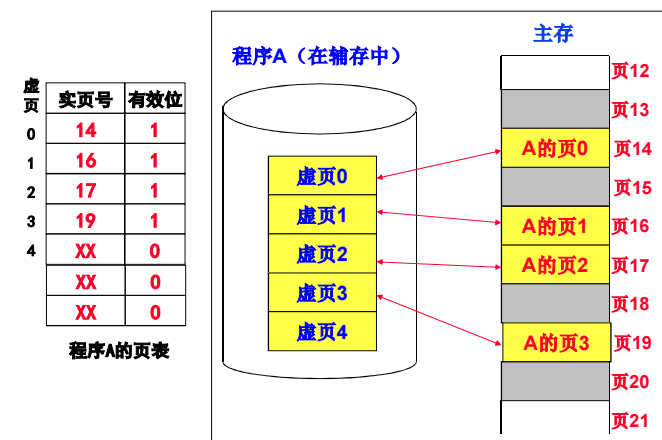 主存
程序A（在辅存中）
虚页 实页号 有效位
0 14 1
1 16 1
2 17 1
3 19 1
4 XX 0
XX 0
XX 0
程序A的页表
虚页0
虚页1
虚页2
虚页3
虚页4
页12
页13
A的页0 页14
页15
A的页1 页16
A的页2 页17
页18
A的页3 页19
页20
页21